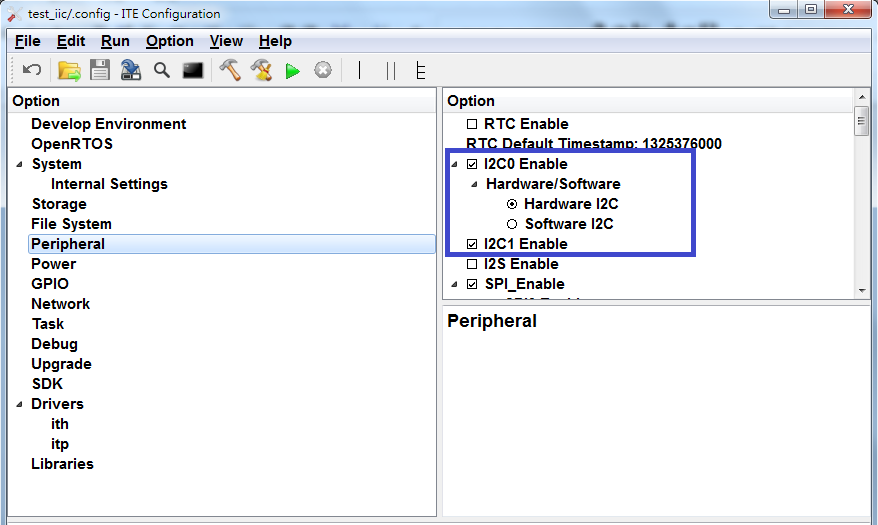 test_iic/.config - ITE Configuration
File Edit Run Option View Help
Option
Develop Environment
OpenRTOS
System
Internal Settings
Storage
File System
Peripheral
Power
GPIO
Network
Task
Debug
Upgrade
SDK
Drivers
ith
itp
Libraries
Option
RTC Enable
RTC Default Timestamp: 1325376000
I2C0 Enable
Hardware/Software
Hardware I2C
Software I2C
I2C1 Enable
I2S Enable
SPI_Enable
Peripheral